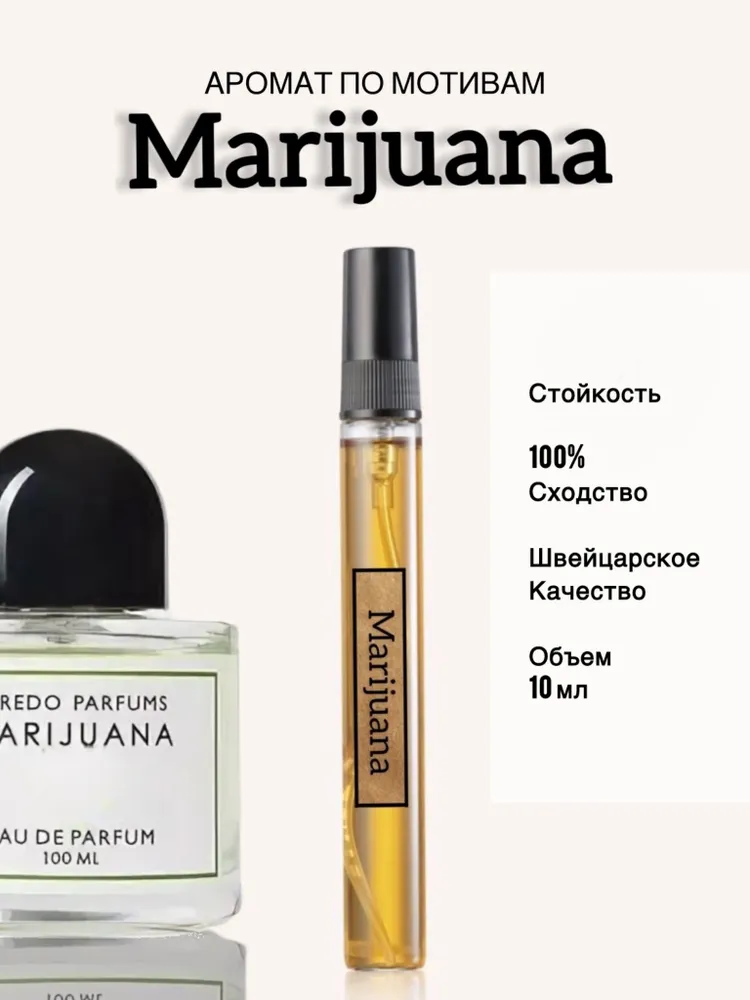 АРОМАТ ПО МОТИВАМ
Marijuana
Стойкость
100%
Сходство
Швейцарское
Качество
Объем
10 мл
Marijuana
REDO PARFUMS
ARIJUANA
AU DE PARFUM
100 ML